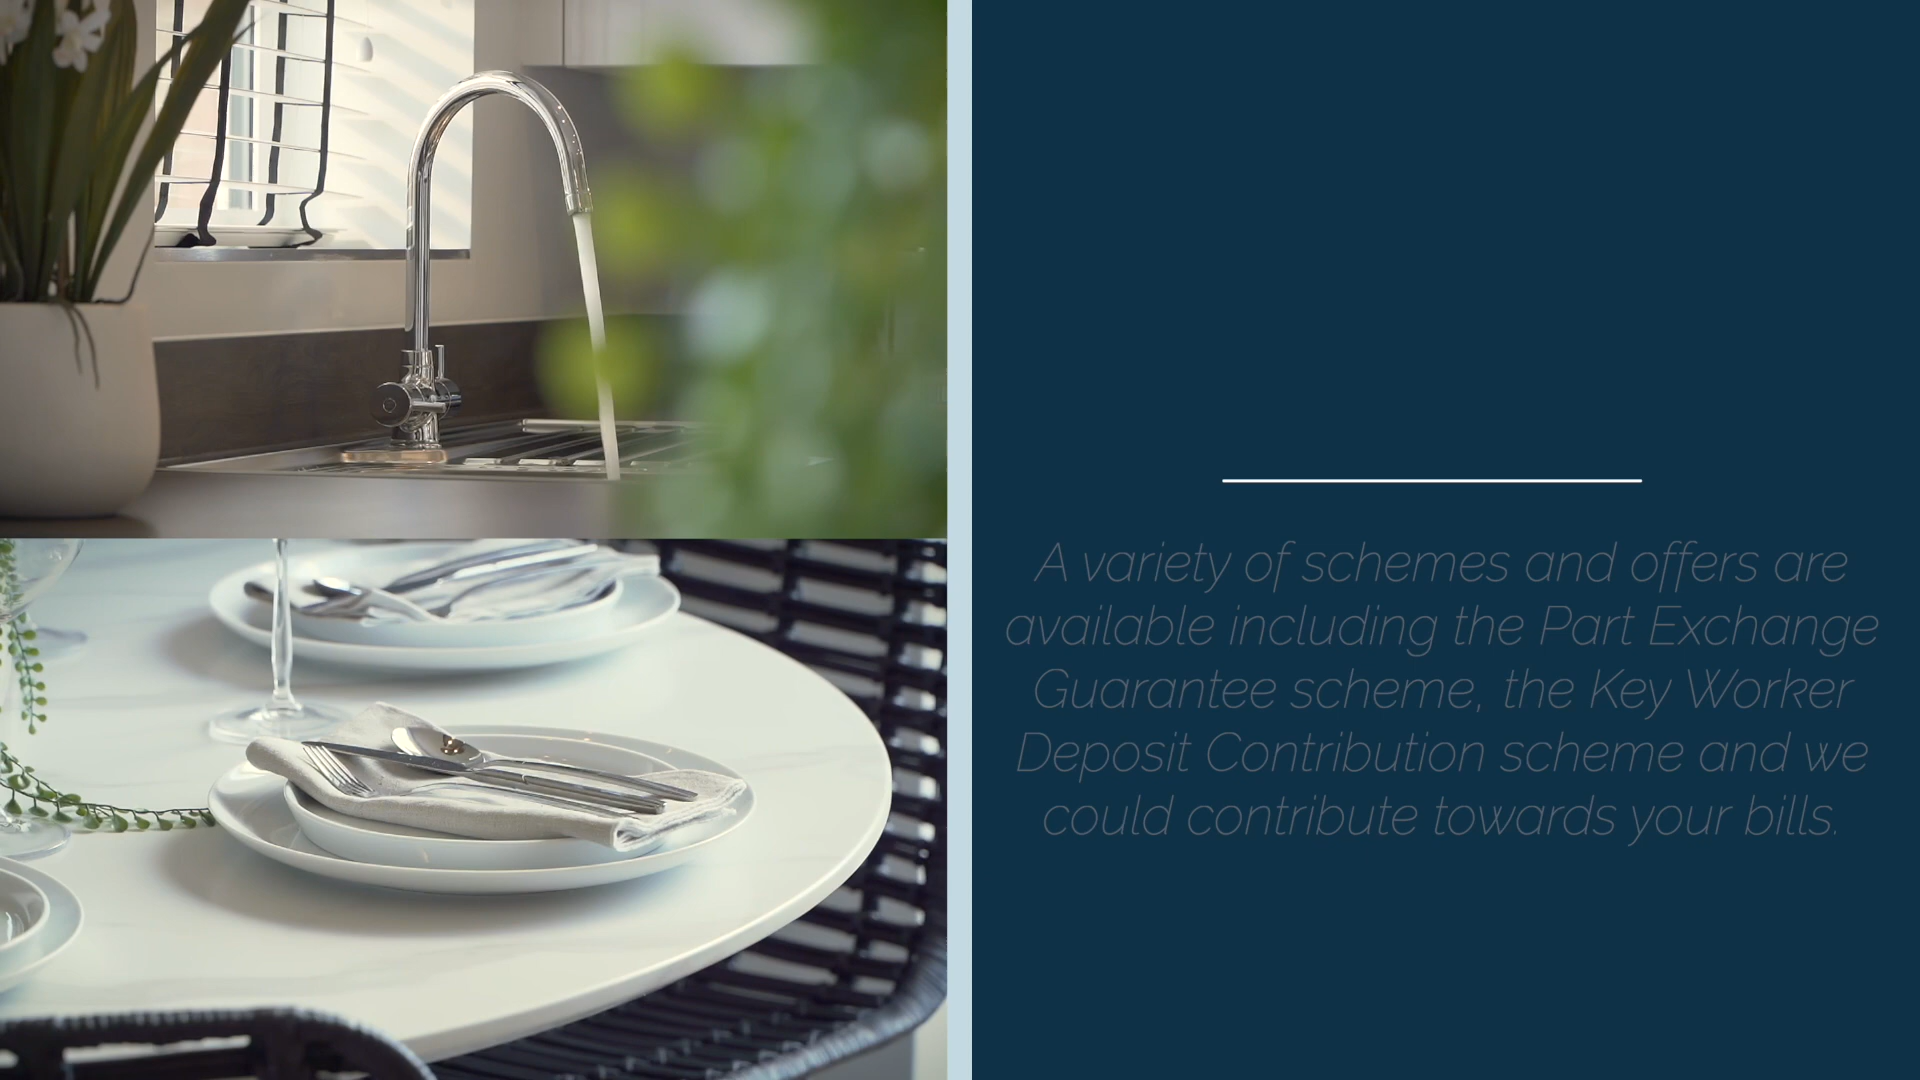 A variety of schemes and offers are
available including the Part Exchange
Guarantee scheme, the Key Worker
Deposit Contribution scheme and we
could contribute towards your bills.